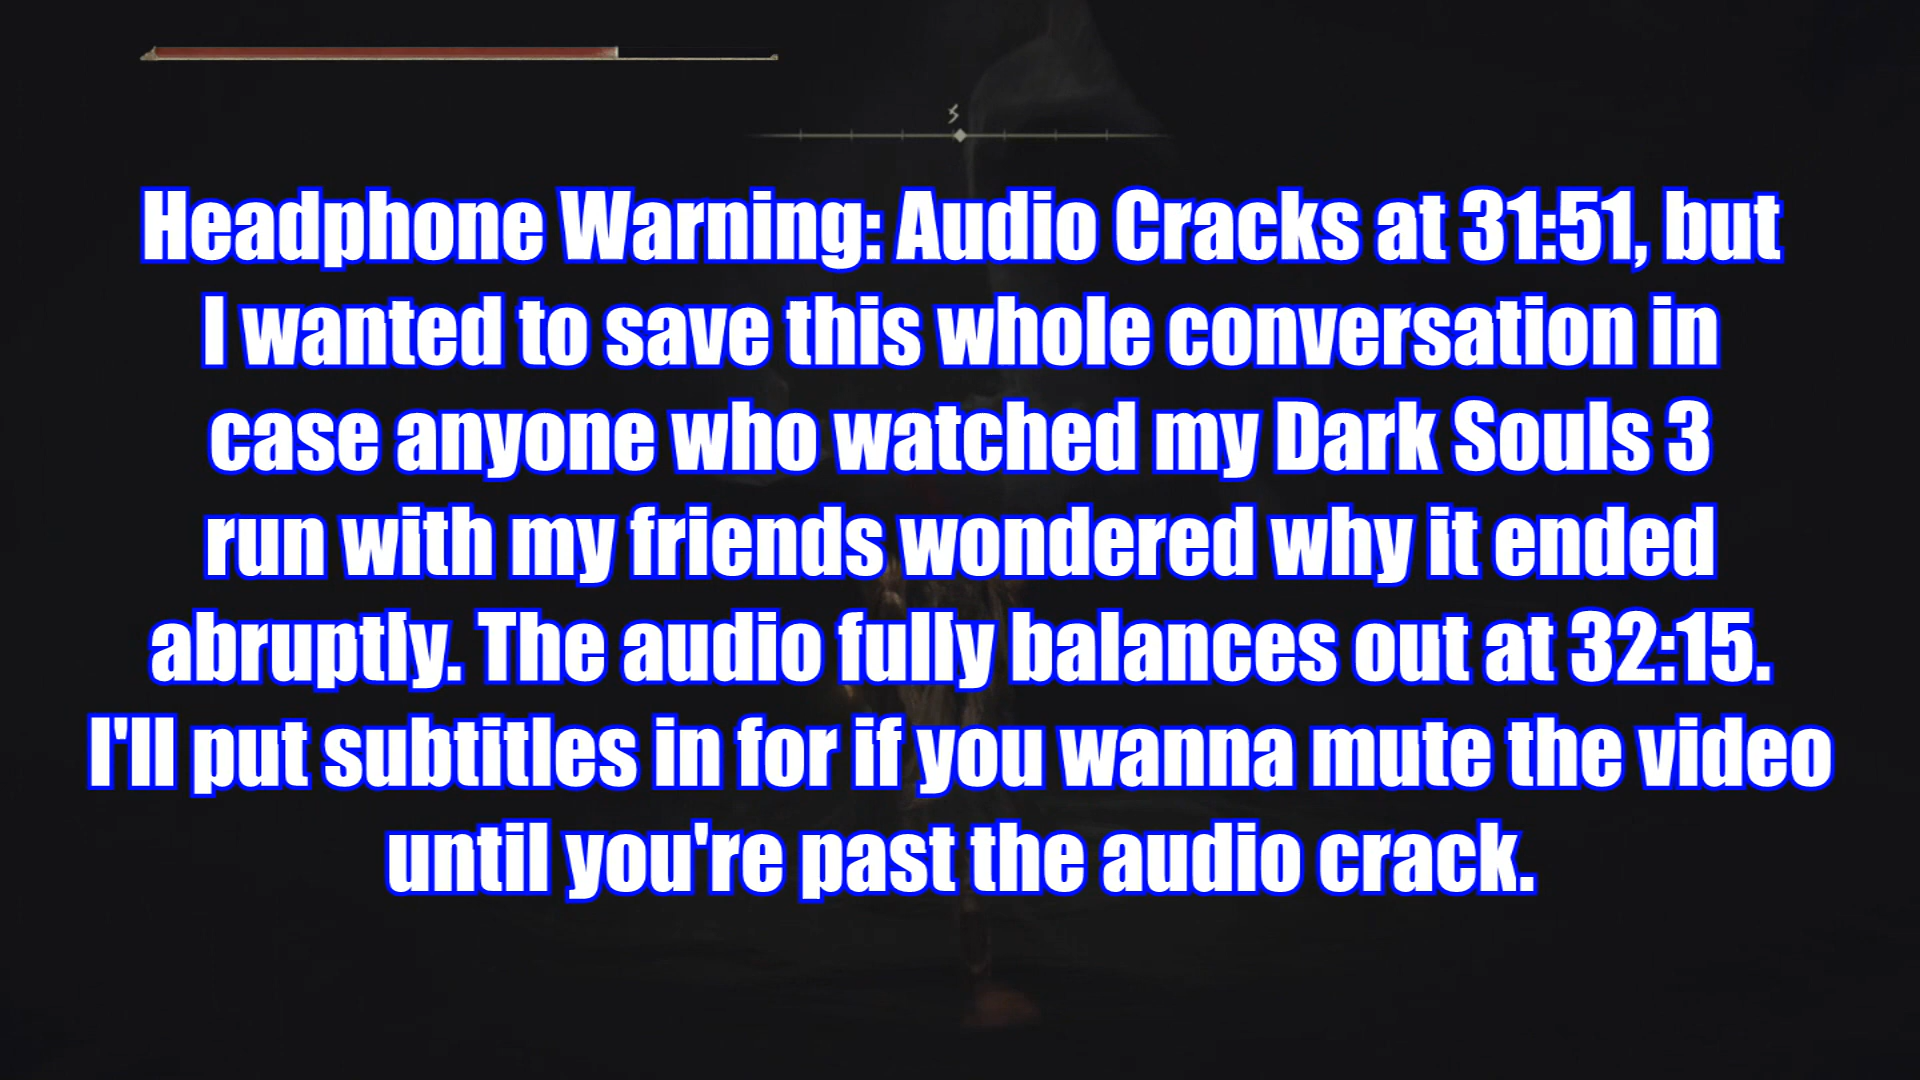 S
Headphone Warning: Audio Cracks at 31:51, but
I wanted to save this whole conversation in
case anyone who watched my Dark Souls 3
run with my friends wondered why it ended
abruptly. The audio fully balances out at 32:15.
I'll put subtitles in for if you wanna mute the video
until you're past the audio crack.